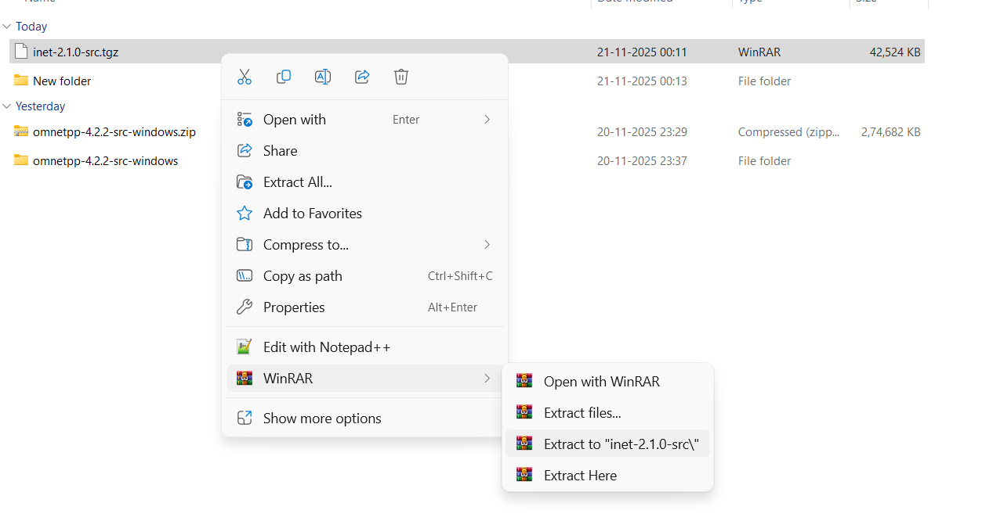 Name Date modified Type Size
Today
inet-2.1.0-src.tgz 21-11-2025 00:11 WinRAR 42,524 KB
New folder 21-11-2025 00:13 File folder
Yesterday
omnetpp-4.2.2-src-windows.zip 20-11-2025 23:29 Compressed (zipp... 2,74,682 KB
omnetpp-4.2.2-src-windows 20-11-2025 23:37 File folder
Open with Enter
Share
Extract All...
Add to Favorites
Compress to...
Copy as path Ctrl+Shift+C
Properties Alt+Enter
Edit with Notepad++
WinRAR
Show more options
Open with WinRAR
Extract files...
Extract to "inet-2.1.0-src\"
Extract Here